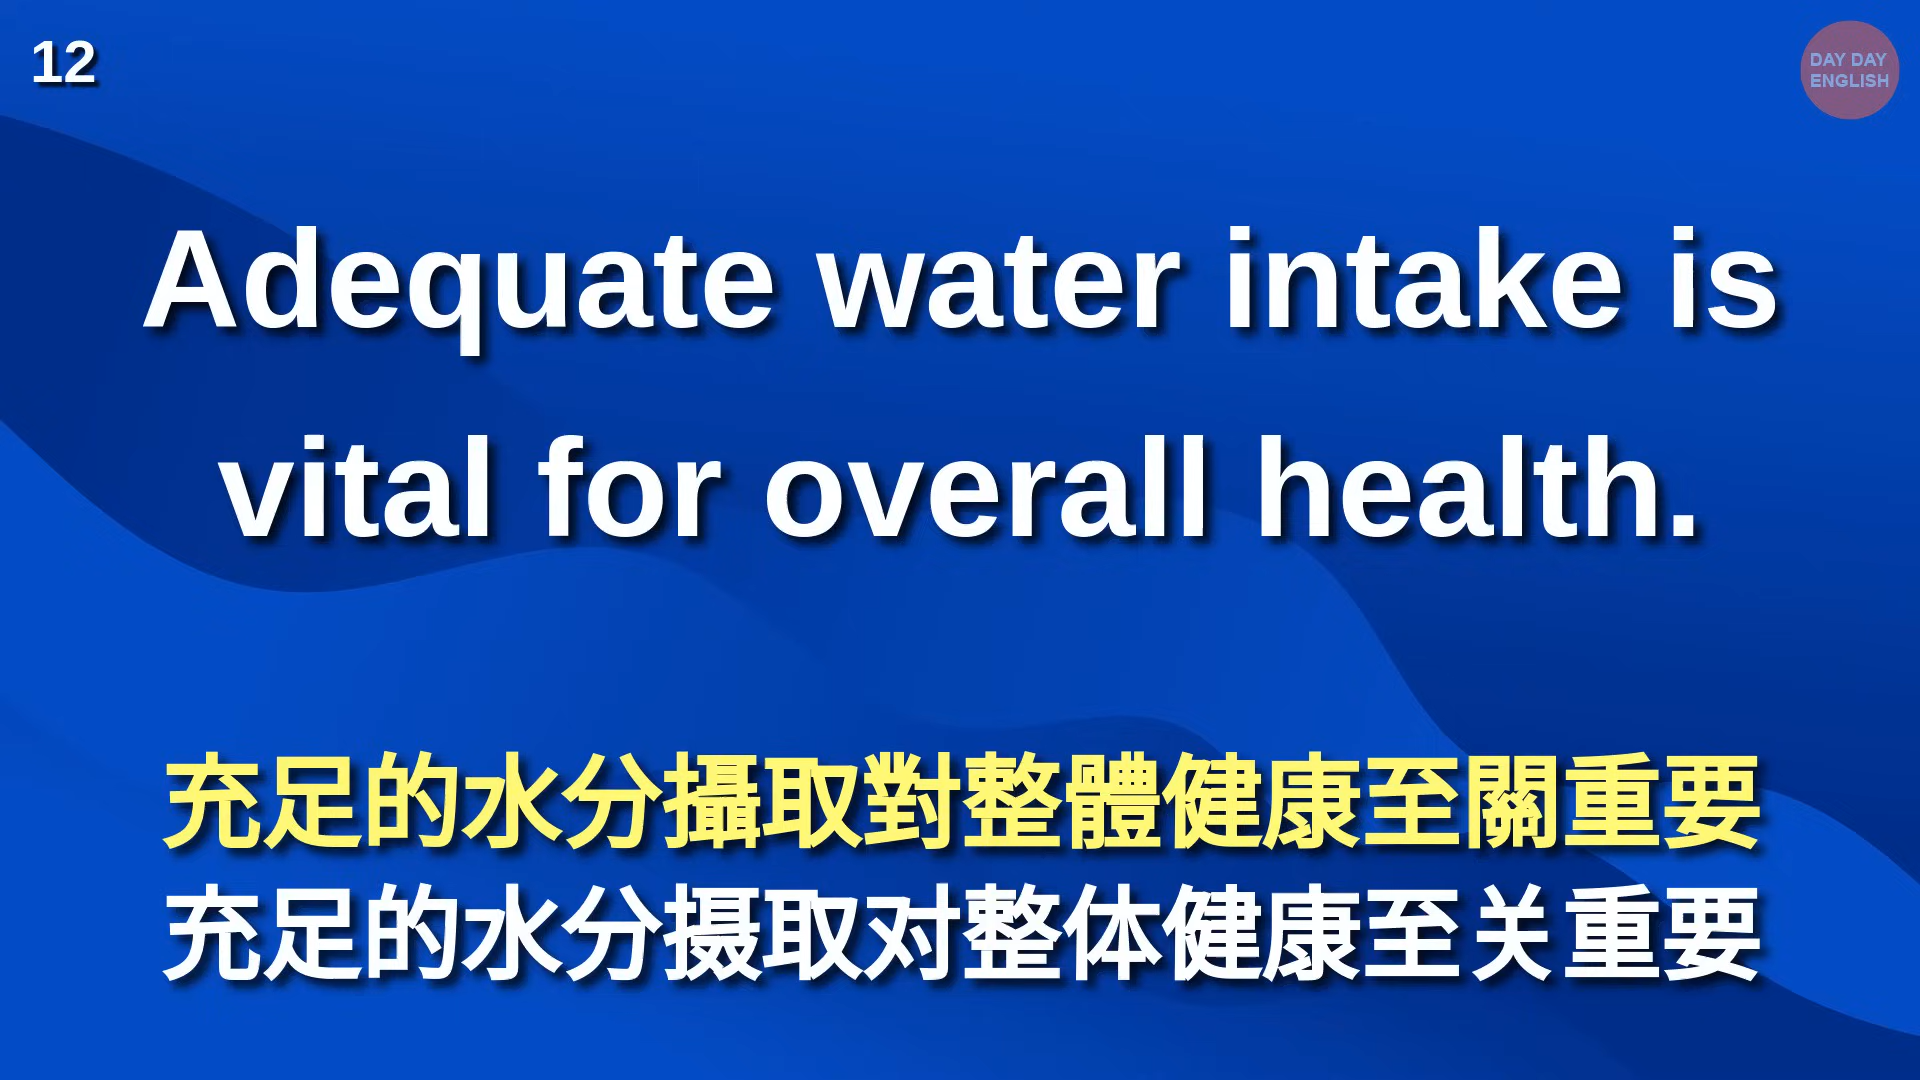 12
DAY DAY
ENGLISH
Adequate water intake is
vital for overall health.
充足的水分攝取對整體健康至關重要
充足的水分摄取对整体健康至关重要